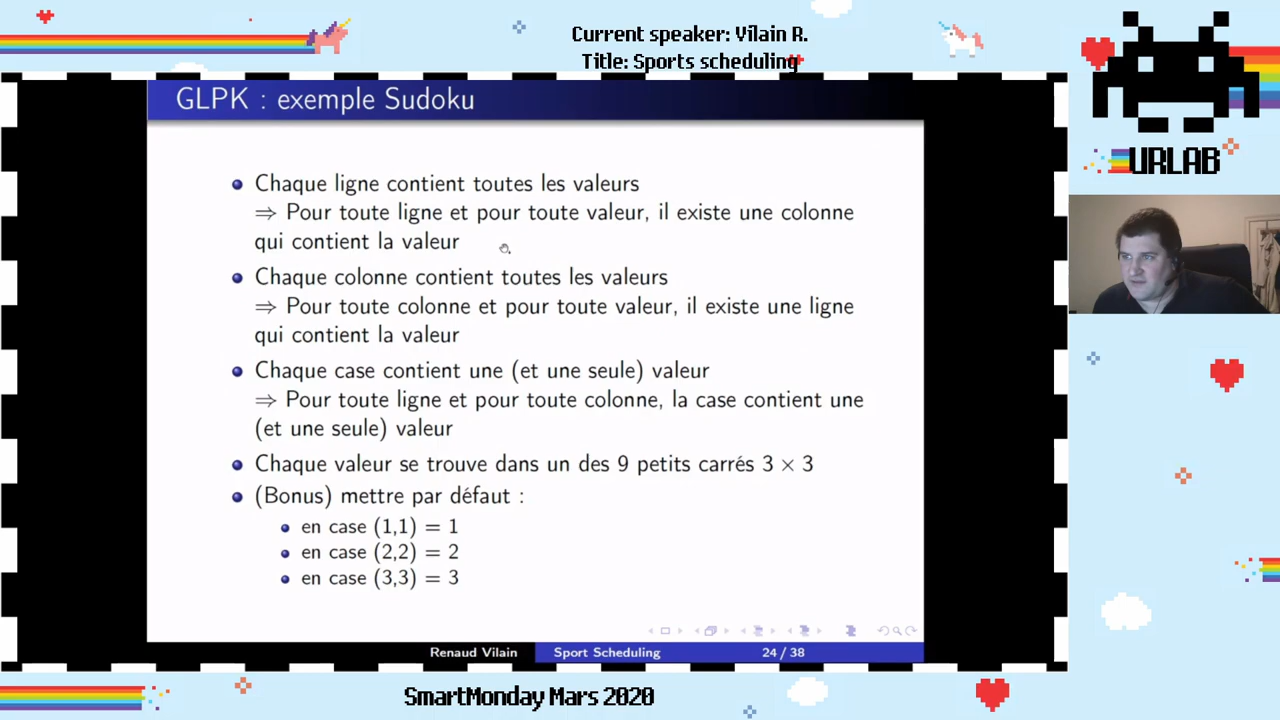 Current speaker: Vilain R.
Title: Sports scheduling
URLAB
GLPK : exemple Sudoku
Chaque ligne contient toutes les valeurs
⇒ Pour toute ligne et pour toute valeur, il existe une colonne
qui contient la valeur
Chaque colonne contient toutes les valeurs
⇒ Pour toute colonne et pour toute valeur, il existe une ligne
qui contient la valeur
Chaque case contient une (et une seule) valeur
⇒ Pour toute ligne et pour toute colonne, la case contient une
(et une seule) valeur
Chaque valeur se trouve dans un des 9 petits carrés 3 × 3
(Bonus) mettre par défaut :
en case (1,1) = 1
en case (2,2) = 2
en case (3,3) = 3
Renaud Vilain Sport Scheduling 24 / 38
SmartMonday Mars 2020